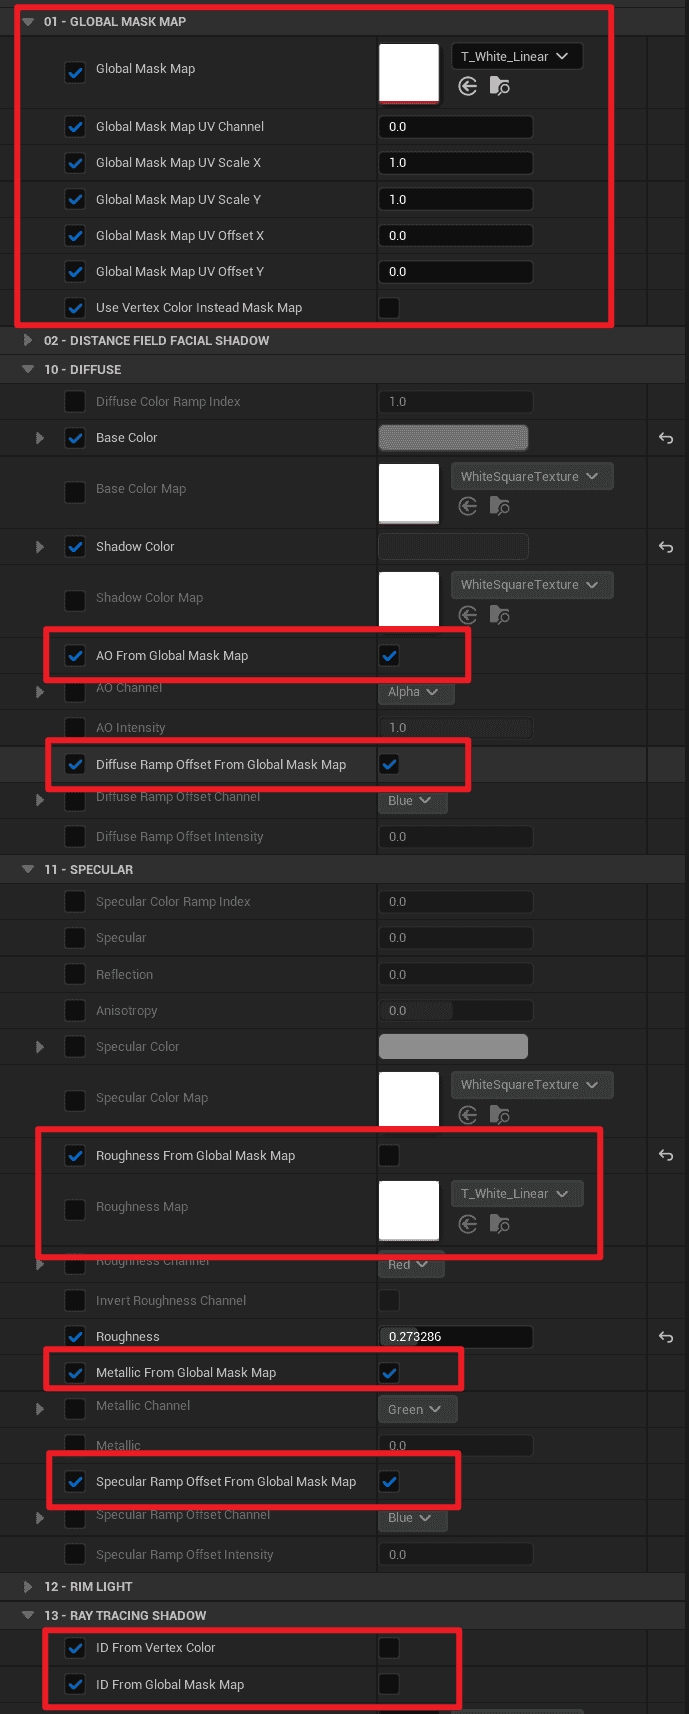 01 - GLOBAL MASK MAP
Global Mask Map
T_White_Linear
Global Mask Map UV Channel 0.0
Global Mask Map UV Scale X 1.0
Global Mask Map UV Scale Y 1.0
Global Mask Map UV Offset X 0.0
Global Mask Map UV Offset Y 0.0
Use Vertex Color Instead Mask Map
02 - DISTANCE FIELD FACIAL SHADOW
10 - DIFFUSE
Diffuse Color Ramp Index 1.0
Base Color
Base Color Map WhiteSquareTexture
Shadow Color
Shadow Color Map WhiteSquareTexture
AO From Global Mask Map
AO Channel Alpha
AO Intensity 1.0
Diffuse Ramp Offset From Global Mask Map
Diffuse Ramp Offset Channel Blue
Diffuse Ramp Offset Intensity 0.0
11 - SPECULAR
Specular Color Ramp Index 0.0
Specular 0.0
Reflection 0.0
Anisotropy 0.0
Specular Color
Specular Color Map WhiteSquareTexture
Roughness From Global Mask Map
Roughness Map T_White_Linear
Roughness Channel Red
Invert Roughness Channel
Roughness 0.273286
Metallic From Global Mask Map
Metallic Channel Green
Metallic 0.0
Specular Ramp Offset From Global Mask Map
Specular Ramp Offset Channel Blue
Specular Ramp Offset Intensity 0.0
12 - RIM LIGHT
13 - RAY TRACING SHADOW
ID From Vertex Color
ID From Global Mask Map